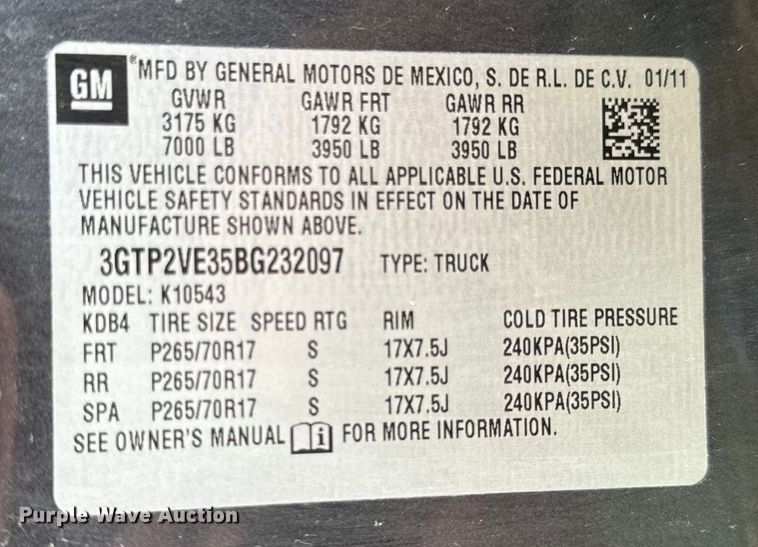 GM
® MFD BY GENERAL MOTORS DE MEXICO, S. DE R.L. DE C.V. 01/11
GVWR GAWR FRT GAWR RR
3175 KG 1792 KG 1792 KG
7000 LB 3950 LB 3950 LB
THIS VEHICLE CONFORMS TO ALL APPLICABLE U.S. FEDERAL MOTOR
VEHICLE SAFETY STANDARDS IN EFFECT ON THE DATE OF
MANUFACTURE SHOWN ABOVE.
3GTP2VE35BG232097 TYPE: TRUCK
MODEL: K10543
KDB4 TIRE SIZE SPEED RTG RIM COLD TIRE PRESSURE
FRT P265/70R17 S 17X7.5J 240KPA(35PSI)
RR P265/70R17 S 17X7.5J 240KPA(35PSI)
SPA P265/70R17 S 17X7.5J 240KPA(35PSI)
SEE OWNER'S MANUAL i FOR MORE INFORMATION.
Purple Wave Auction